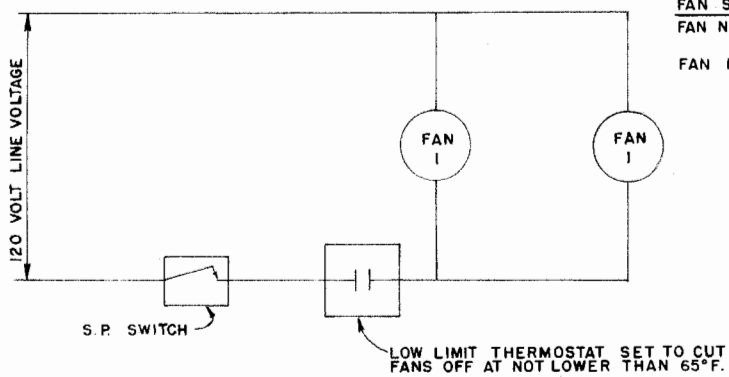 FAN S
FAN N
FAN
120 VOLT LINE VOLTAGE
FAN
1
FAN
1
S.P. SWITCH
LOW LIMIT THERMOSTAT SET TO CUT
FANS OFF AT NOT LOWER THAN 65°F.